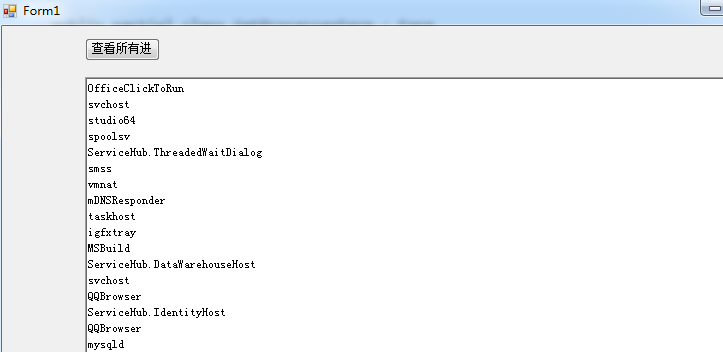 Form1
查看所有进
OfficeClickToRun
svchost
studio64
spoolsv
ServiceHub.ThreadedWaitDialog
smss
vmnat
mDNSResponder
taskhost
igfxtray
MSBuild
ServiceHub.DataWarehouseHost
svchost
QQBrowser
ServiceHub.IdentityHost
QQBrowser
mysqld